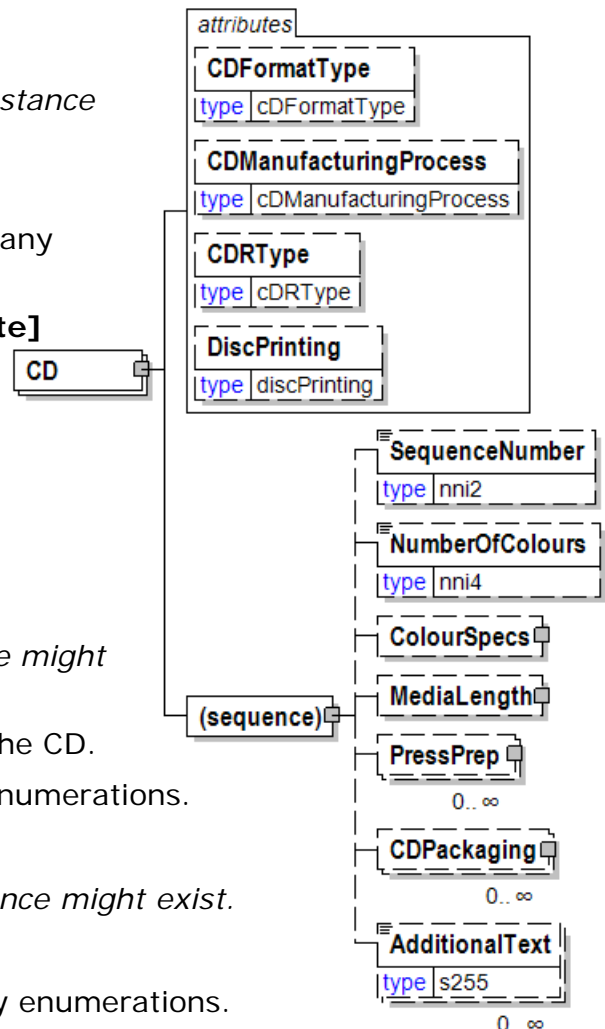 attributes
CDFormatType
type cDFormatType
stance
CDManufacturingProcess
type cDManufacturingProcess
any
CDRType
type cDRType
te]
DiscPrinting
type discPrinting
CD
SequenceNumber
type nni2
NumberOfColours
type nni4
ColourSpecs
e might
MediaLength
(sequence)
he CD.
PressPrep
numerations.
0.. ∞
CDPackaging
0.. ∞
nce might exist.
AdditionalText
type s255
y enumerations.
0.. ∞